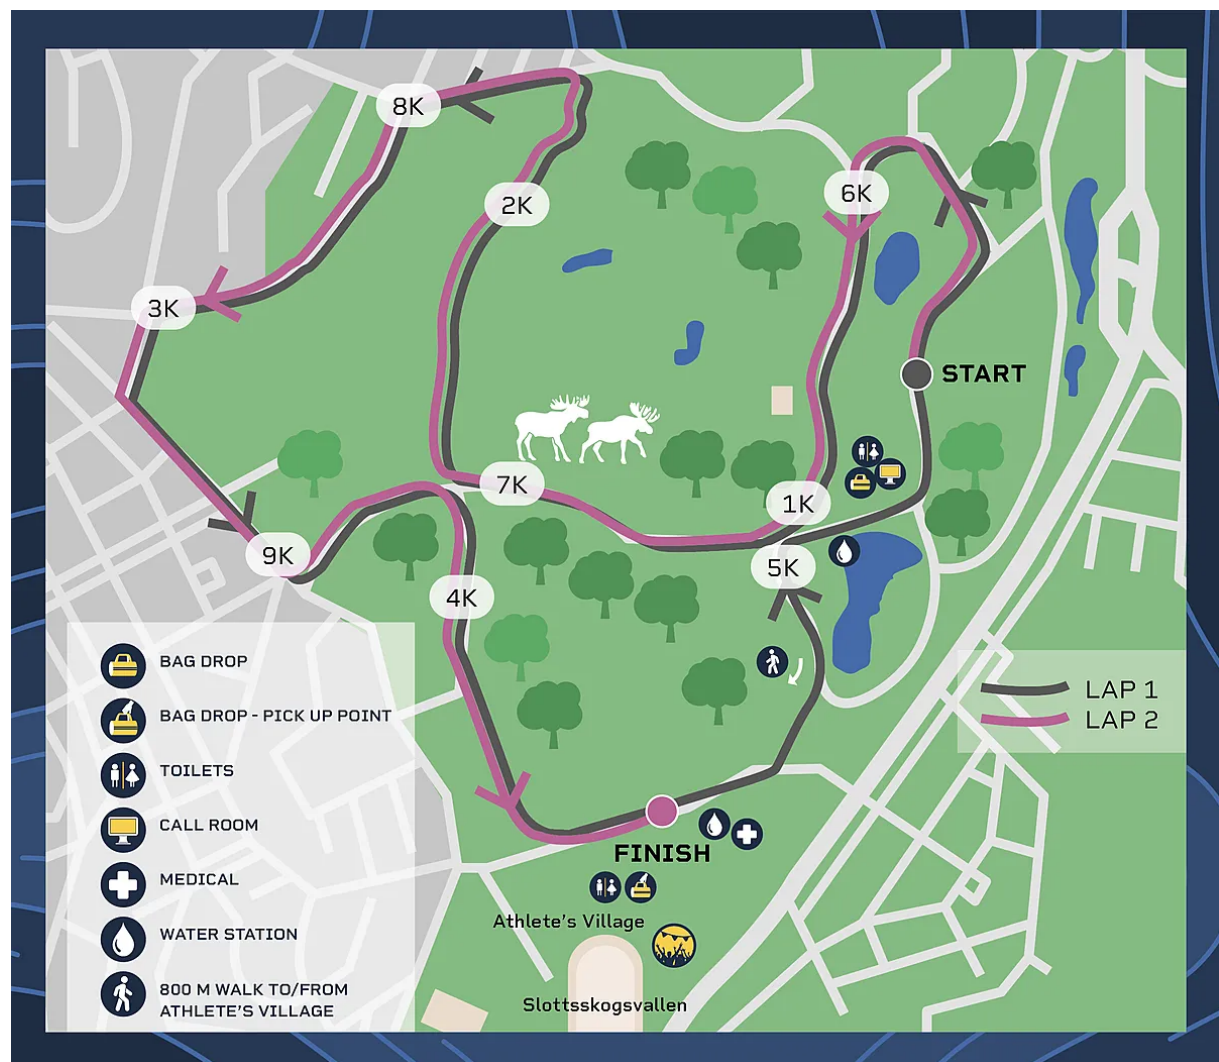 8K
2K
6K
3K
START
7K
1K
9K
5K
4K
FINISH
Athlete's Village
Slottsskogsvallen
BAG DROP
BAG DROP - PICK UP POINT
TOILETS
CALL ROOM
MEDICAL
WATER STATION
800 M WALK TO/FROM
ATHLETE'S VILLAGE
LAP 1
LAP 2